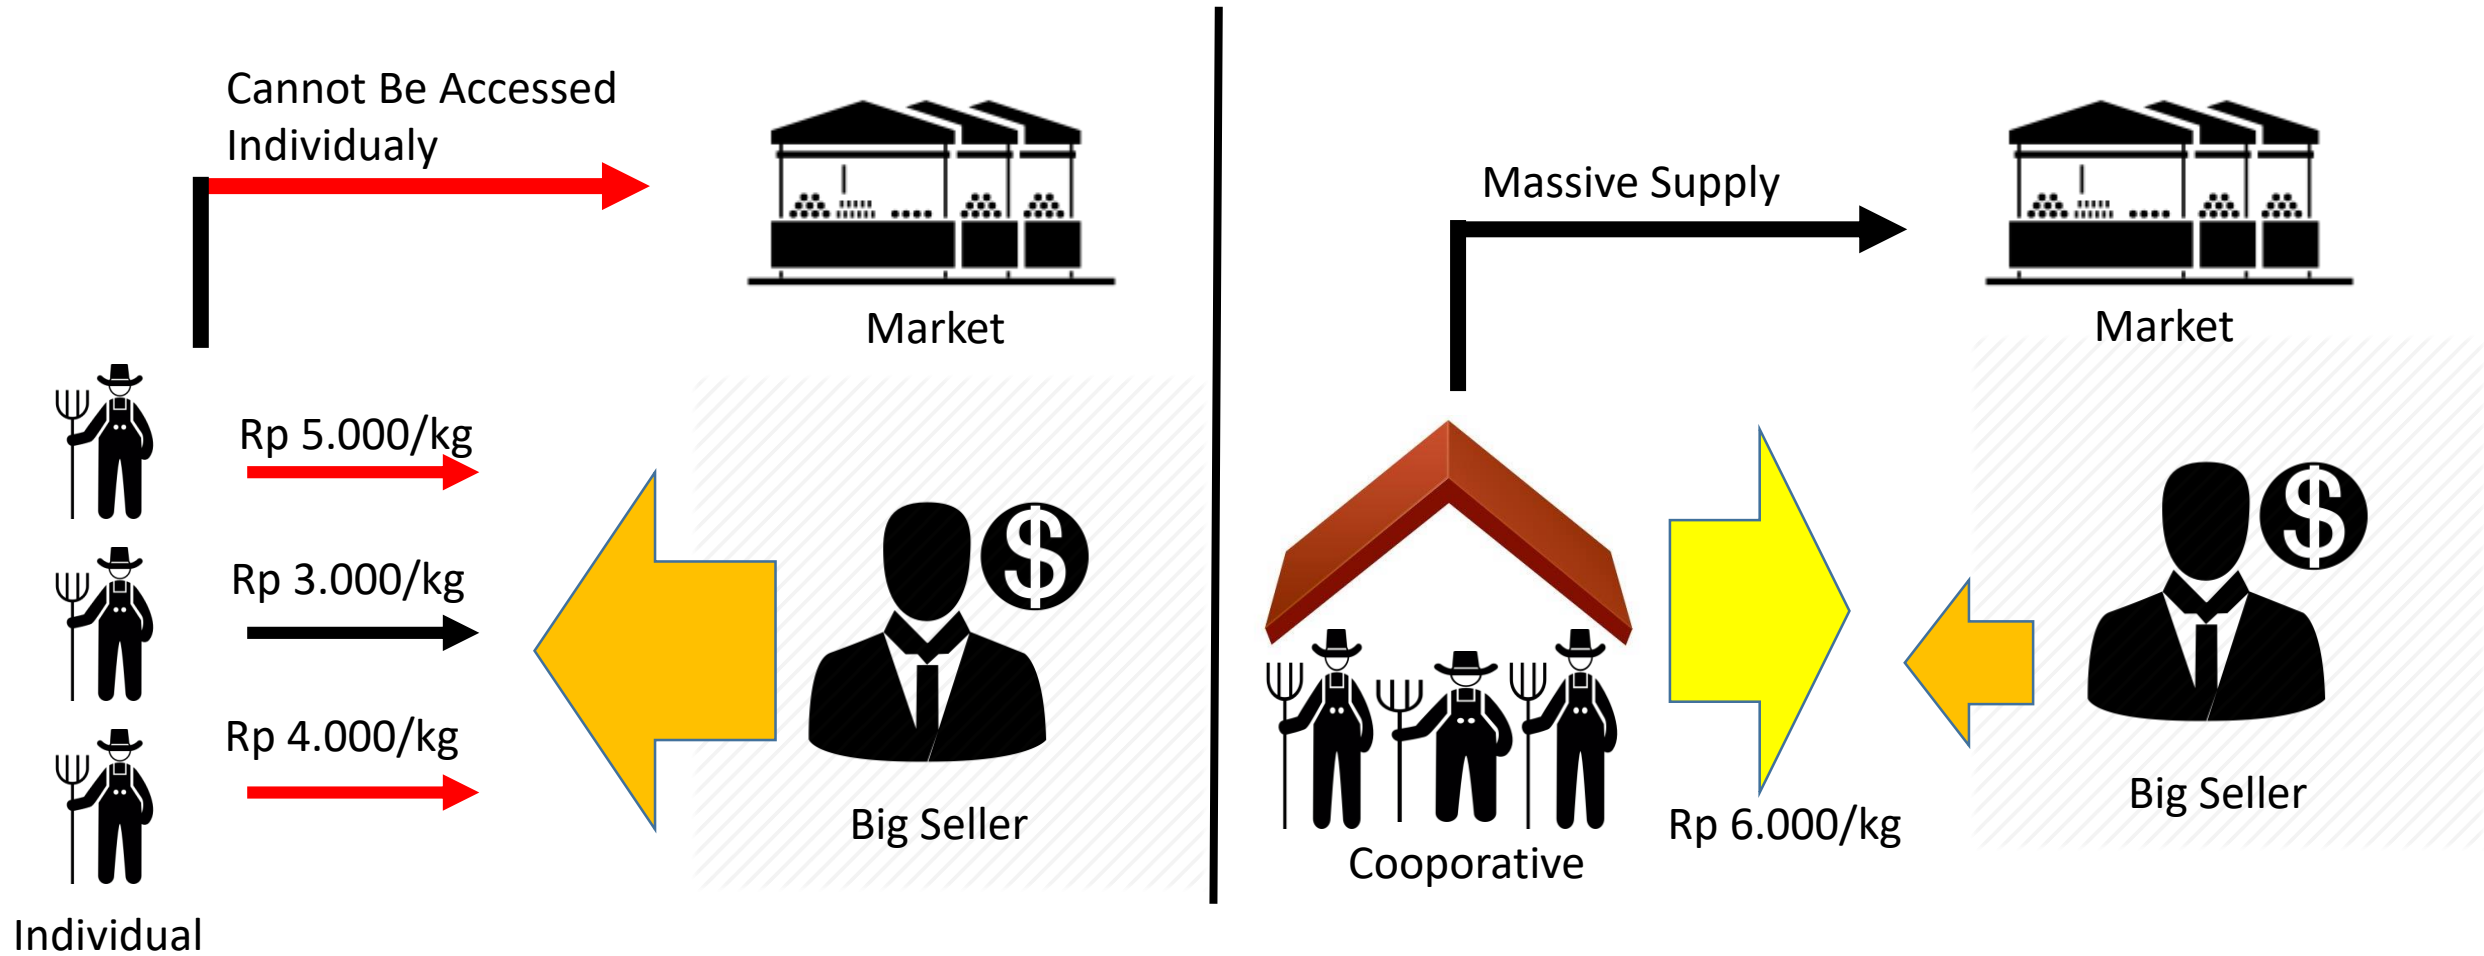 Cannot Be Accessed
Individualy
Market
Rp 5.000/kg
Rp 3.000/kg
Rp 4.000/kg
Big Seller
Individual
Massive Supply
Market
Big Seller
Rp 6.000/kg
Cooporative